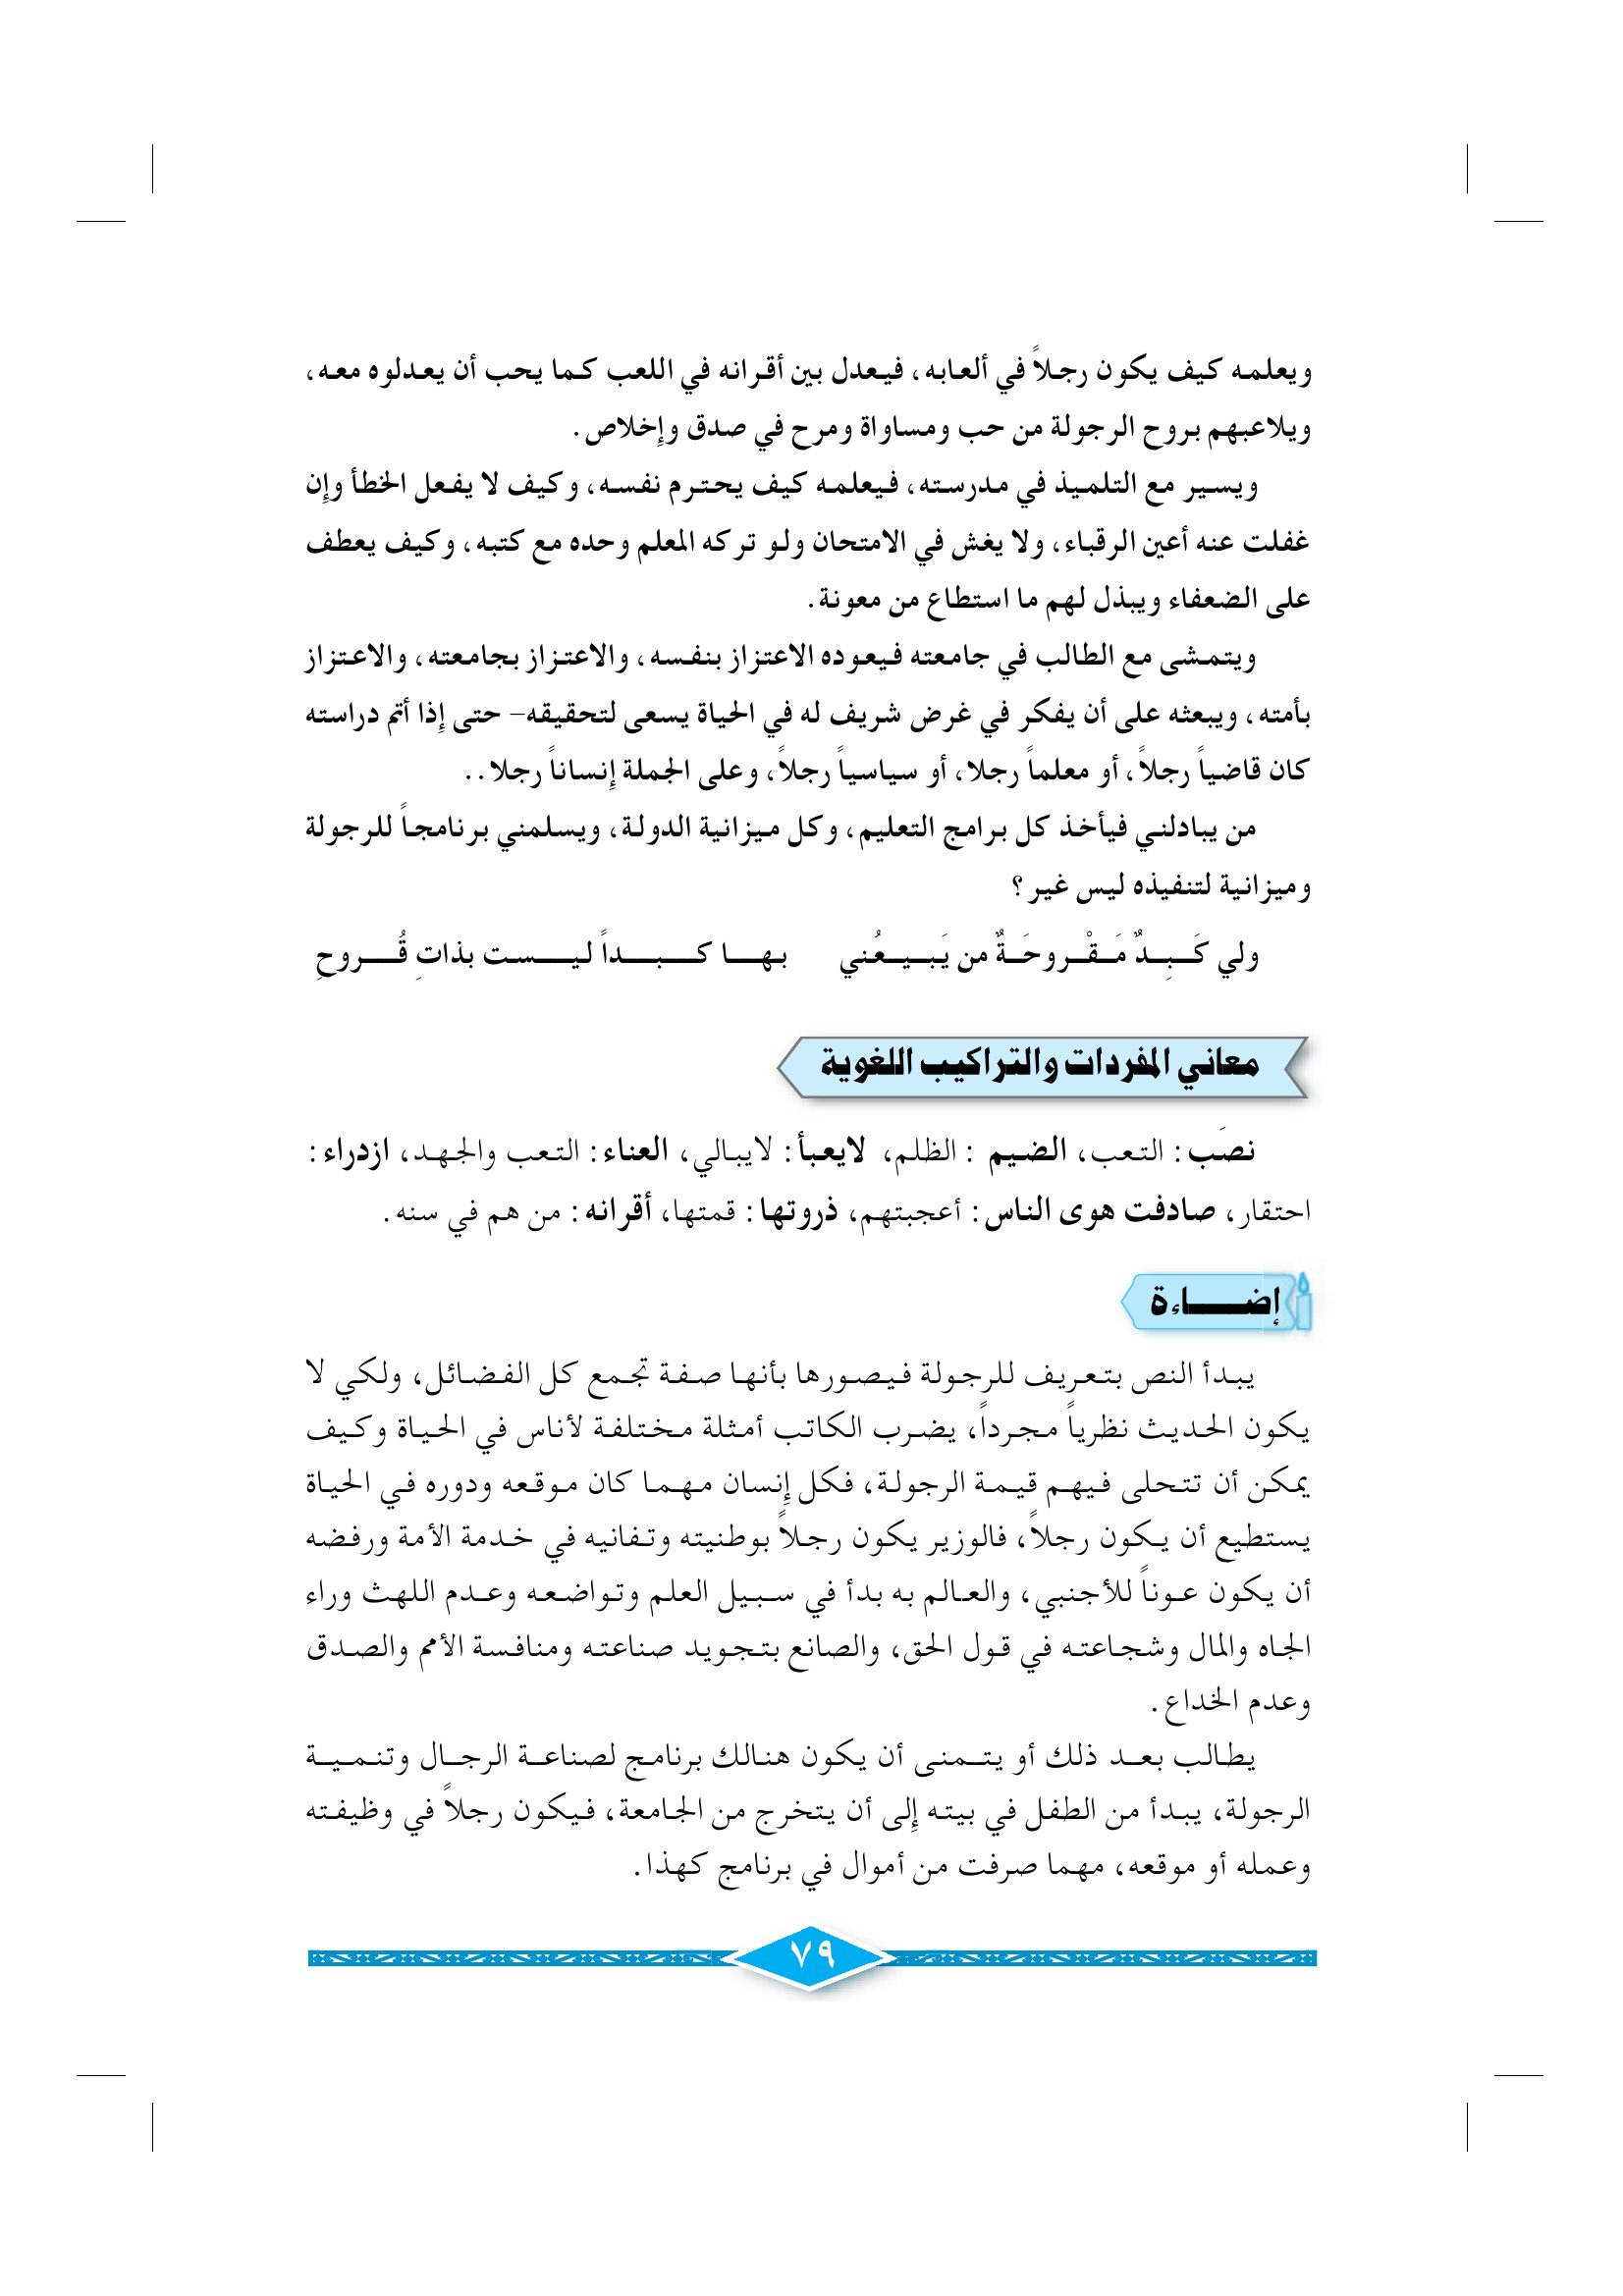 ويعلمه كيف يكون رجلاً في ألعابه، فيعدل بين أقرانه في اللعب كما يحب أن يعدلوه معه،
ويلاعبهم بروح الرجولة من حب ومساواة ومرح في صدق وإخلاص.
ويسير مع التلميذ في مدرسته، فيعلمه كيف يحترم نفسه، وكيف لا يفعل الخطأ وإن
غفلت عنه أعين الرقباء، ولا يغش في الامتحان ولو تركه المعلم وحده مع كتبه، وكيف يعطف
على الضعفاء ويبذل لهم ما استطاع من معونة.
ويتمشى مع الطالب في جامعته فيعوده الاعتزاز بنفسه، والاعتزاز بجامعته، والاعتزاز
بأمته، ويبعثه على أن يفكر في غرض شريف له في الحياة يسعى لتحقيقه- حتى إذا أتم دراسته
كان قاضياً رجلاً، أو معلماً رجلا، أو سياسياً رجلاً، وعلى الجملة إنساناً رجلا..
من يبادلني فيأخذ كل برامج التعليم، وكل ميزانية الدولة، ويسلمني برنامجاً للرجولة
وميزانية لتنفيذه ليس غير؟
ولي كَبِدٌ مَقْروحَةٌ من يَبيعُني بها كبداً ليست بذاتِ قُروحِ
معاني المفردات والتراكيب اللغوية
نصَب: التعب، الضيم : الظلم، لايعبأ: لايبالي، العناء: التعب والجهد، ازدراء:
احتقار، صادفت هوى الناس: أعجبتهم، ذروتها: قمتها، أقرانه: من هم في سنه.
إضاءة
يبدأ النص بتعريف للرجولة فيصورها بأنها صفة تجمع كل الفضائل، ولكي لا
يكون الحديث نظرياً مجرداً، يضرب الكاتب أمثلة مختلفة لأناس في الحياة وكيف
يمكن أن تتحلى فيهم قيمة الرجولة، فكل إنسان مهما كان موقعه ودوره في الحياة
يستطيع أن يكون رجلاً، فالوزير يكون رجلاً بوطنيته وتفانيه في خدمة الأمة ورفضه
أن يكون عوناً للأجنبي، والعالم به بدأ في سبيل العلم وتواضعه وعدم اللهث وراء
الجاه والمال وشجاعته في قول الحق، والصانع بتجويد صناعته ومنافسة الأمم والصدق
وعدم الخداع.
يطالب بعد ذلك أو يتمنى أن يكون هنالك برنامج لصناعة الرجال وتنمية
الرجولة، يبدأ من الطفل في بيته إلى أن يتخرج من الجامعة، فيكون رجلاً في وظيفته
وعمله أو موقعه، مهما صرفت من أموال في برنامج كهذا.
٧٩